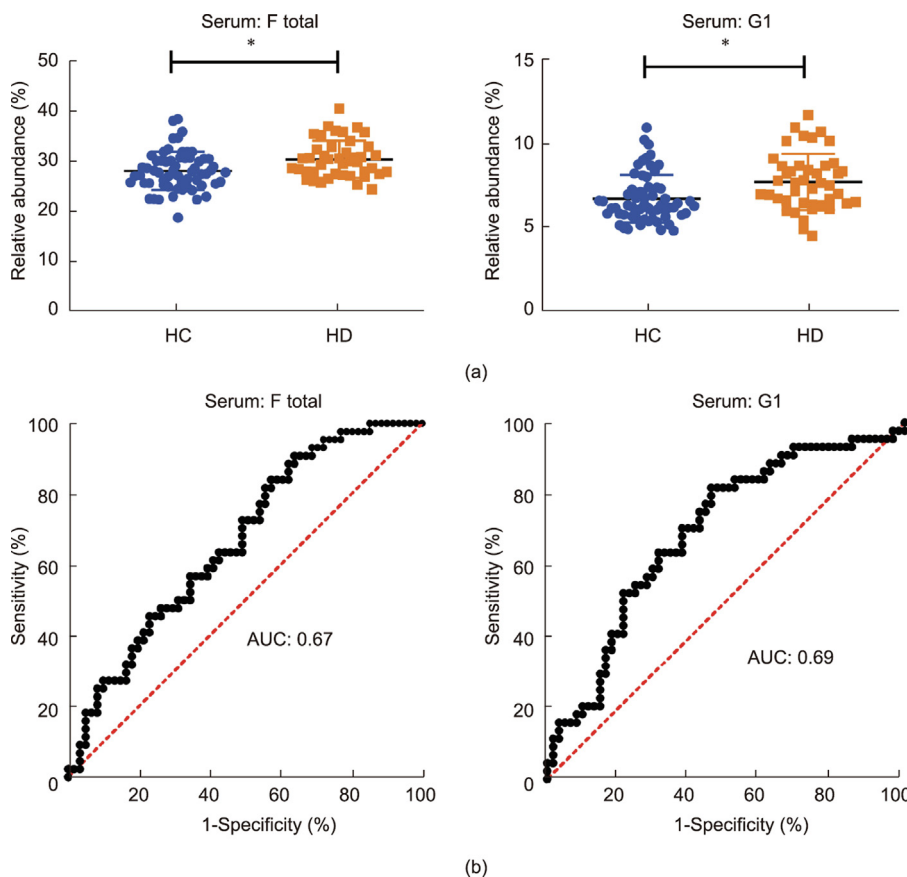 Serum: F total
*
Relative abundance (%)
50
40
30
20
10
0
HC
HD
Serum: G1
*
Relative abundance (%)
15
10
5
0
HC
HD
(a)
Serum: F total
Sensitivity (%)
100
80
60
40
20
0
AUC: 0.67
20
40
60
80
100
1-Specificity (%)
Serum: G1
Sensitivity (%)
100
80
60
40
20
0
AUC: 0.69
20
40
60
80
100
1-Specificity (%)
(b)